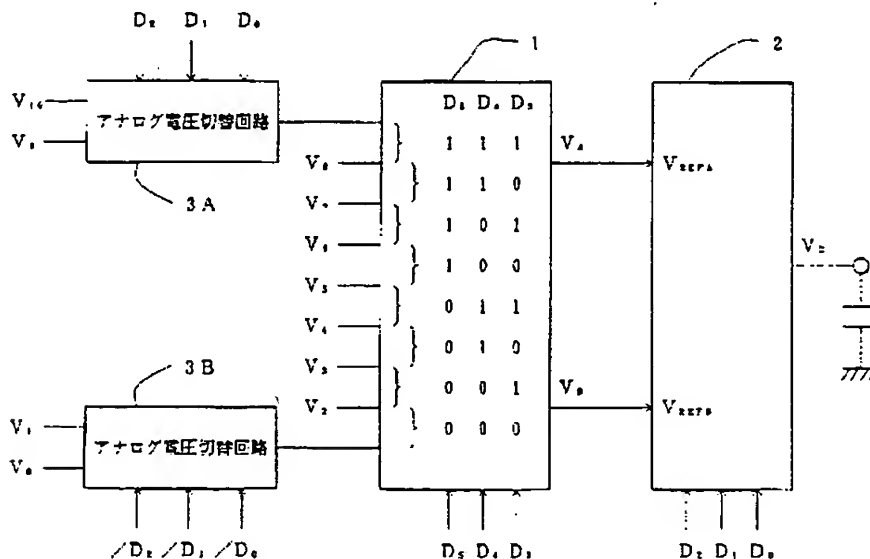 D₂ D₁ D₀
1
2
V₁₀
V₉
アナログ電圧切替回路
3A
D₅ D₄ D₃
1 1 1
1 1 0
1 0 1
1 0 0
0 1 1
0 1 0
0 0 1
0 0 0
V₈
V₇
V₆
V₅
V₄
V₃
V₂
V_A
V_REFA
V_B
V_REFB
3B
V₁
V₀
アナログ電圧切替回路
/D₂ /D₁ /D₀
D₅ D₄ D₃
D₂ D₁ D₀